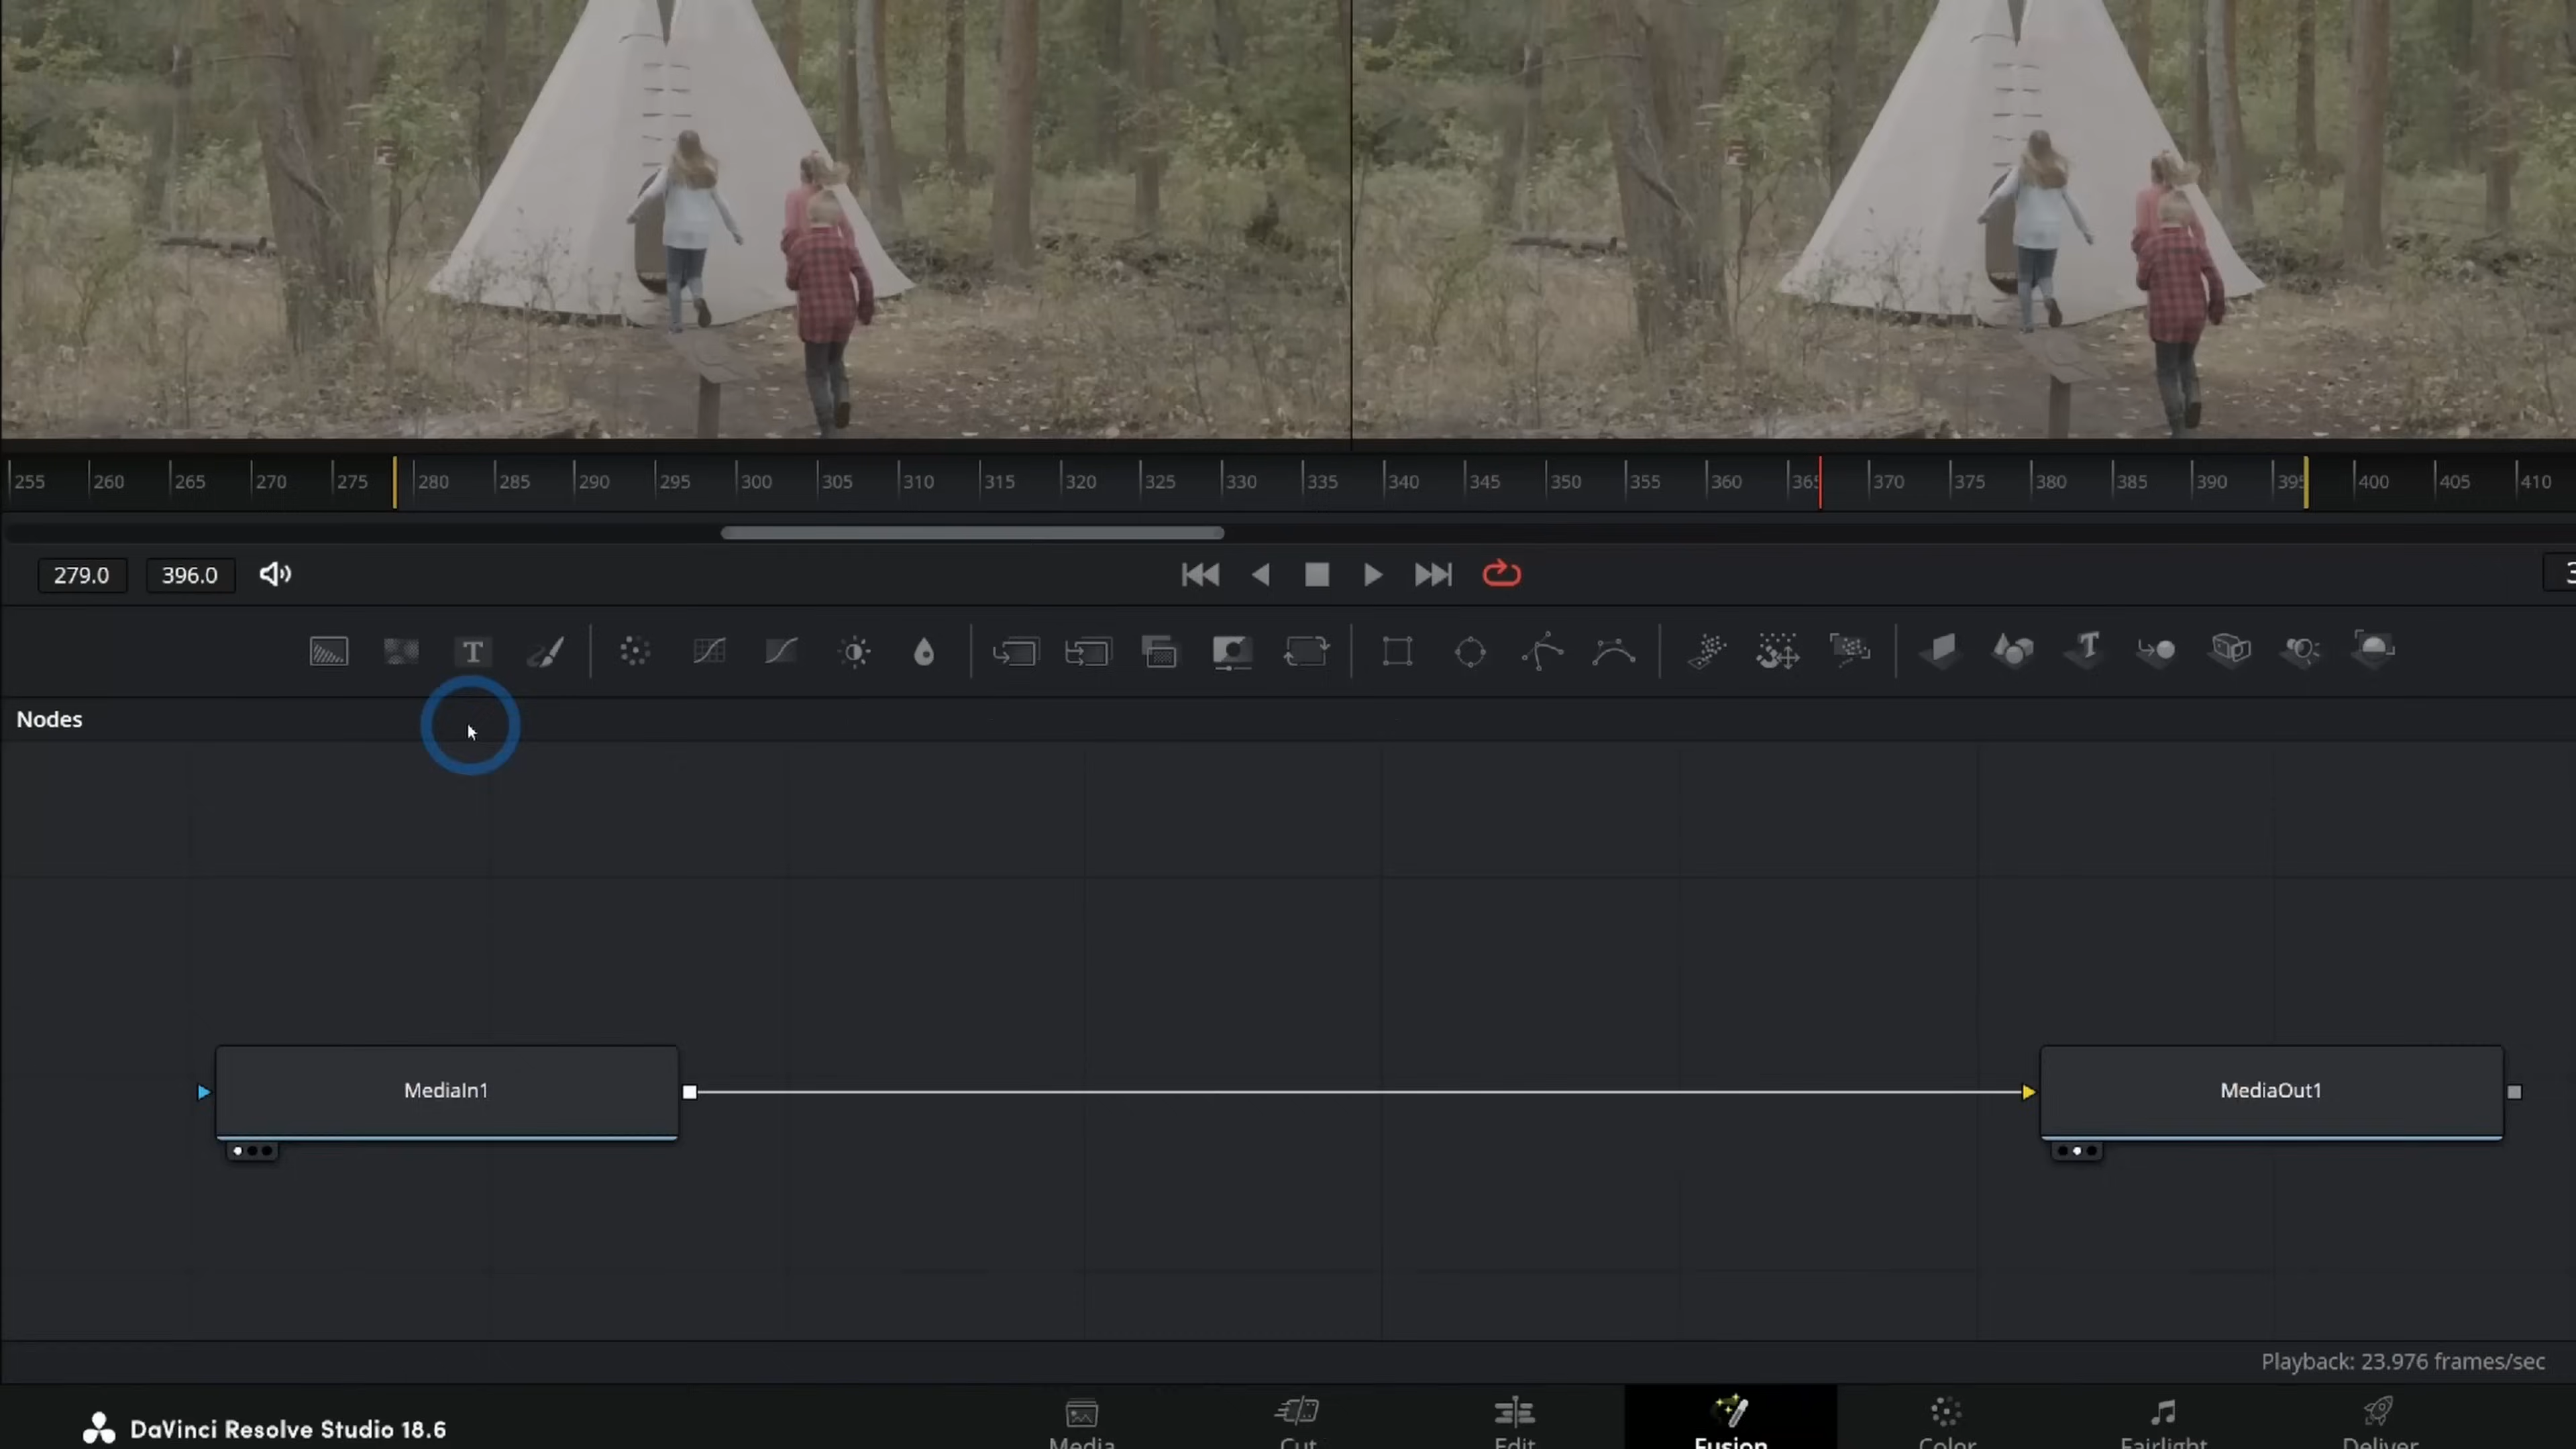 255 260 265 270 275 280 285 290 295 300 305 310 315 320 325 330 335 340 345 350 355 360 365 370 375 380 385 390 395 400 405 410
279.0 396.0
T T
Nodes
MediaIn1 MediaOut1
Playback: 23.976 frames/sec
DaVinci Resolve Studio 18.6 Media Cut Edit Fusion Color Fairlight Deliver